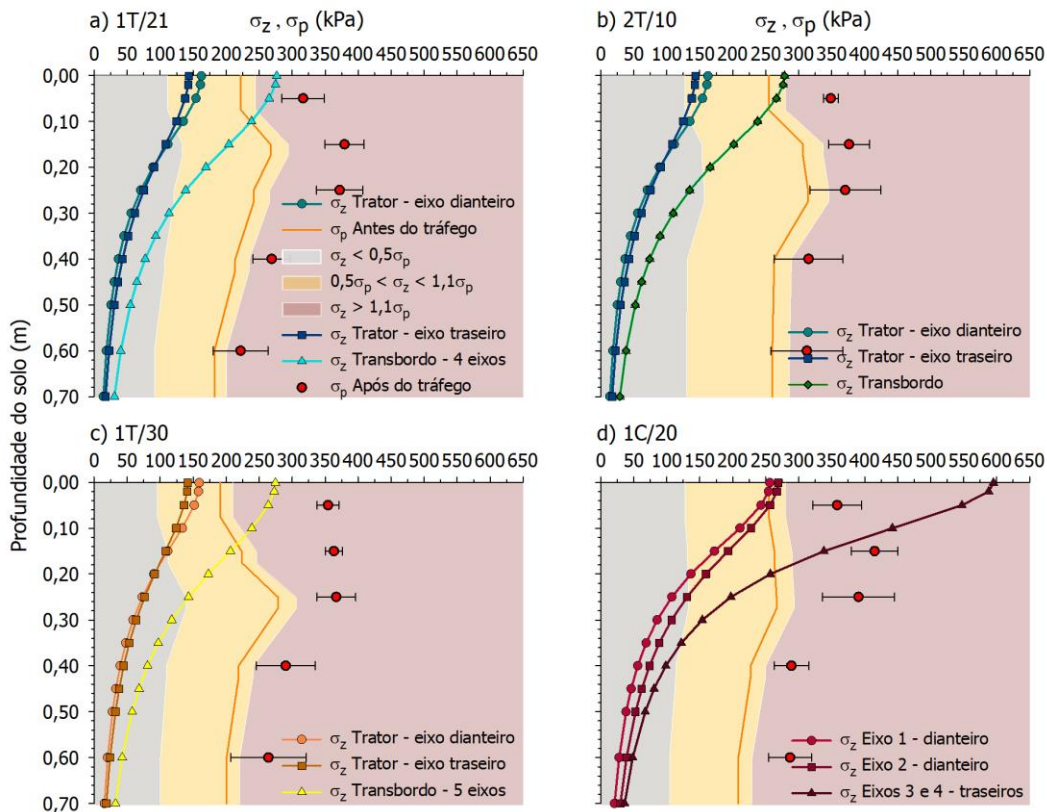 a) 1T/21 σz , σp (kPa) b) 2T/10 σz , σp (kPa)
0 50 100 150 200 250 300 350 400 450 500 550 600 650
0 50 100 150 200 250 300 350 400 450 500 550 600 650
0,00
0,10
0,20
0,30
0,40
0,50
0,60
0,70
σz Trator - eixo dianteiro
σp Antes do tráfego
σz < 0,5σp
0,5σp < σz < 1,1σp
σz > 1,1σp
σz Trator - eixo traseiro
σz Transbordo - 4 eixos
σp Após do tráfego
σz Trator - eixo dianteiro
σz Trator - eixo traseiro
σz Transbordo
Profundidade do solo (m)
c) 1T/30 d) 1C/20
0 50 100 150 200 250 300 350 400 450 500 550 600 650
0 50 100 150 200 250 300 350 400 450 500 550 600 650
0,00
0,10
0,20
0,30
0,40
0,50
0,60
0,70
σz Trator - eixo dianteiro
σz Trator - eixo traseiro
σz Transbordo - 5 eixos
σz Eixo 1 - dianteiro
σz Eixo 2 - dianteiro
σz Eixos 3 e 4 - traseiros